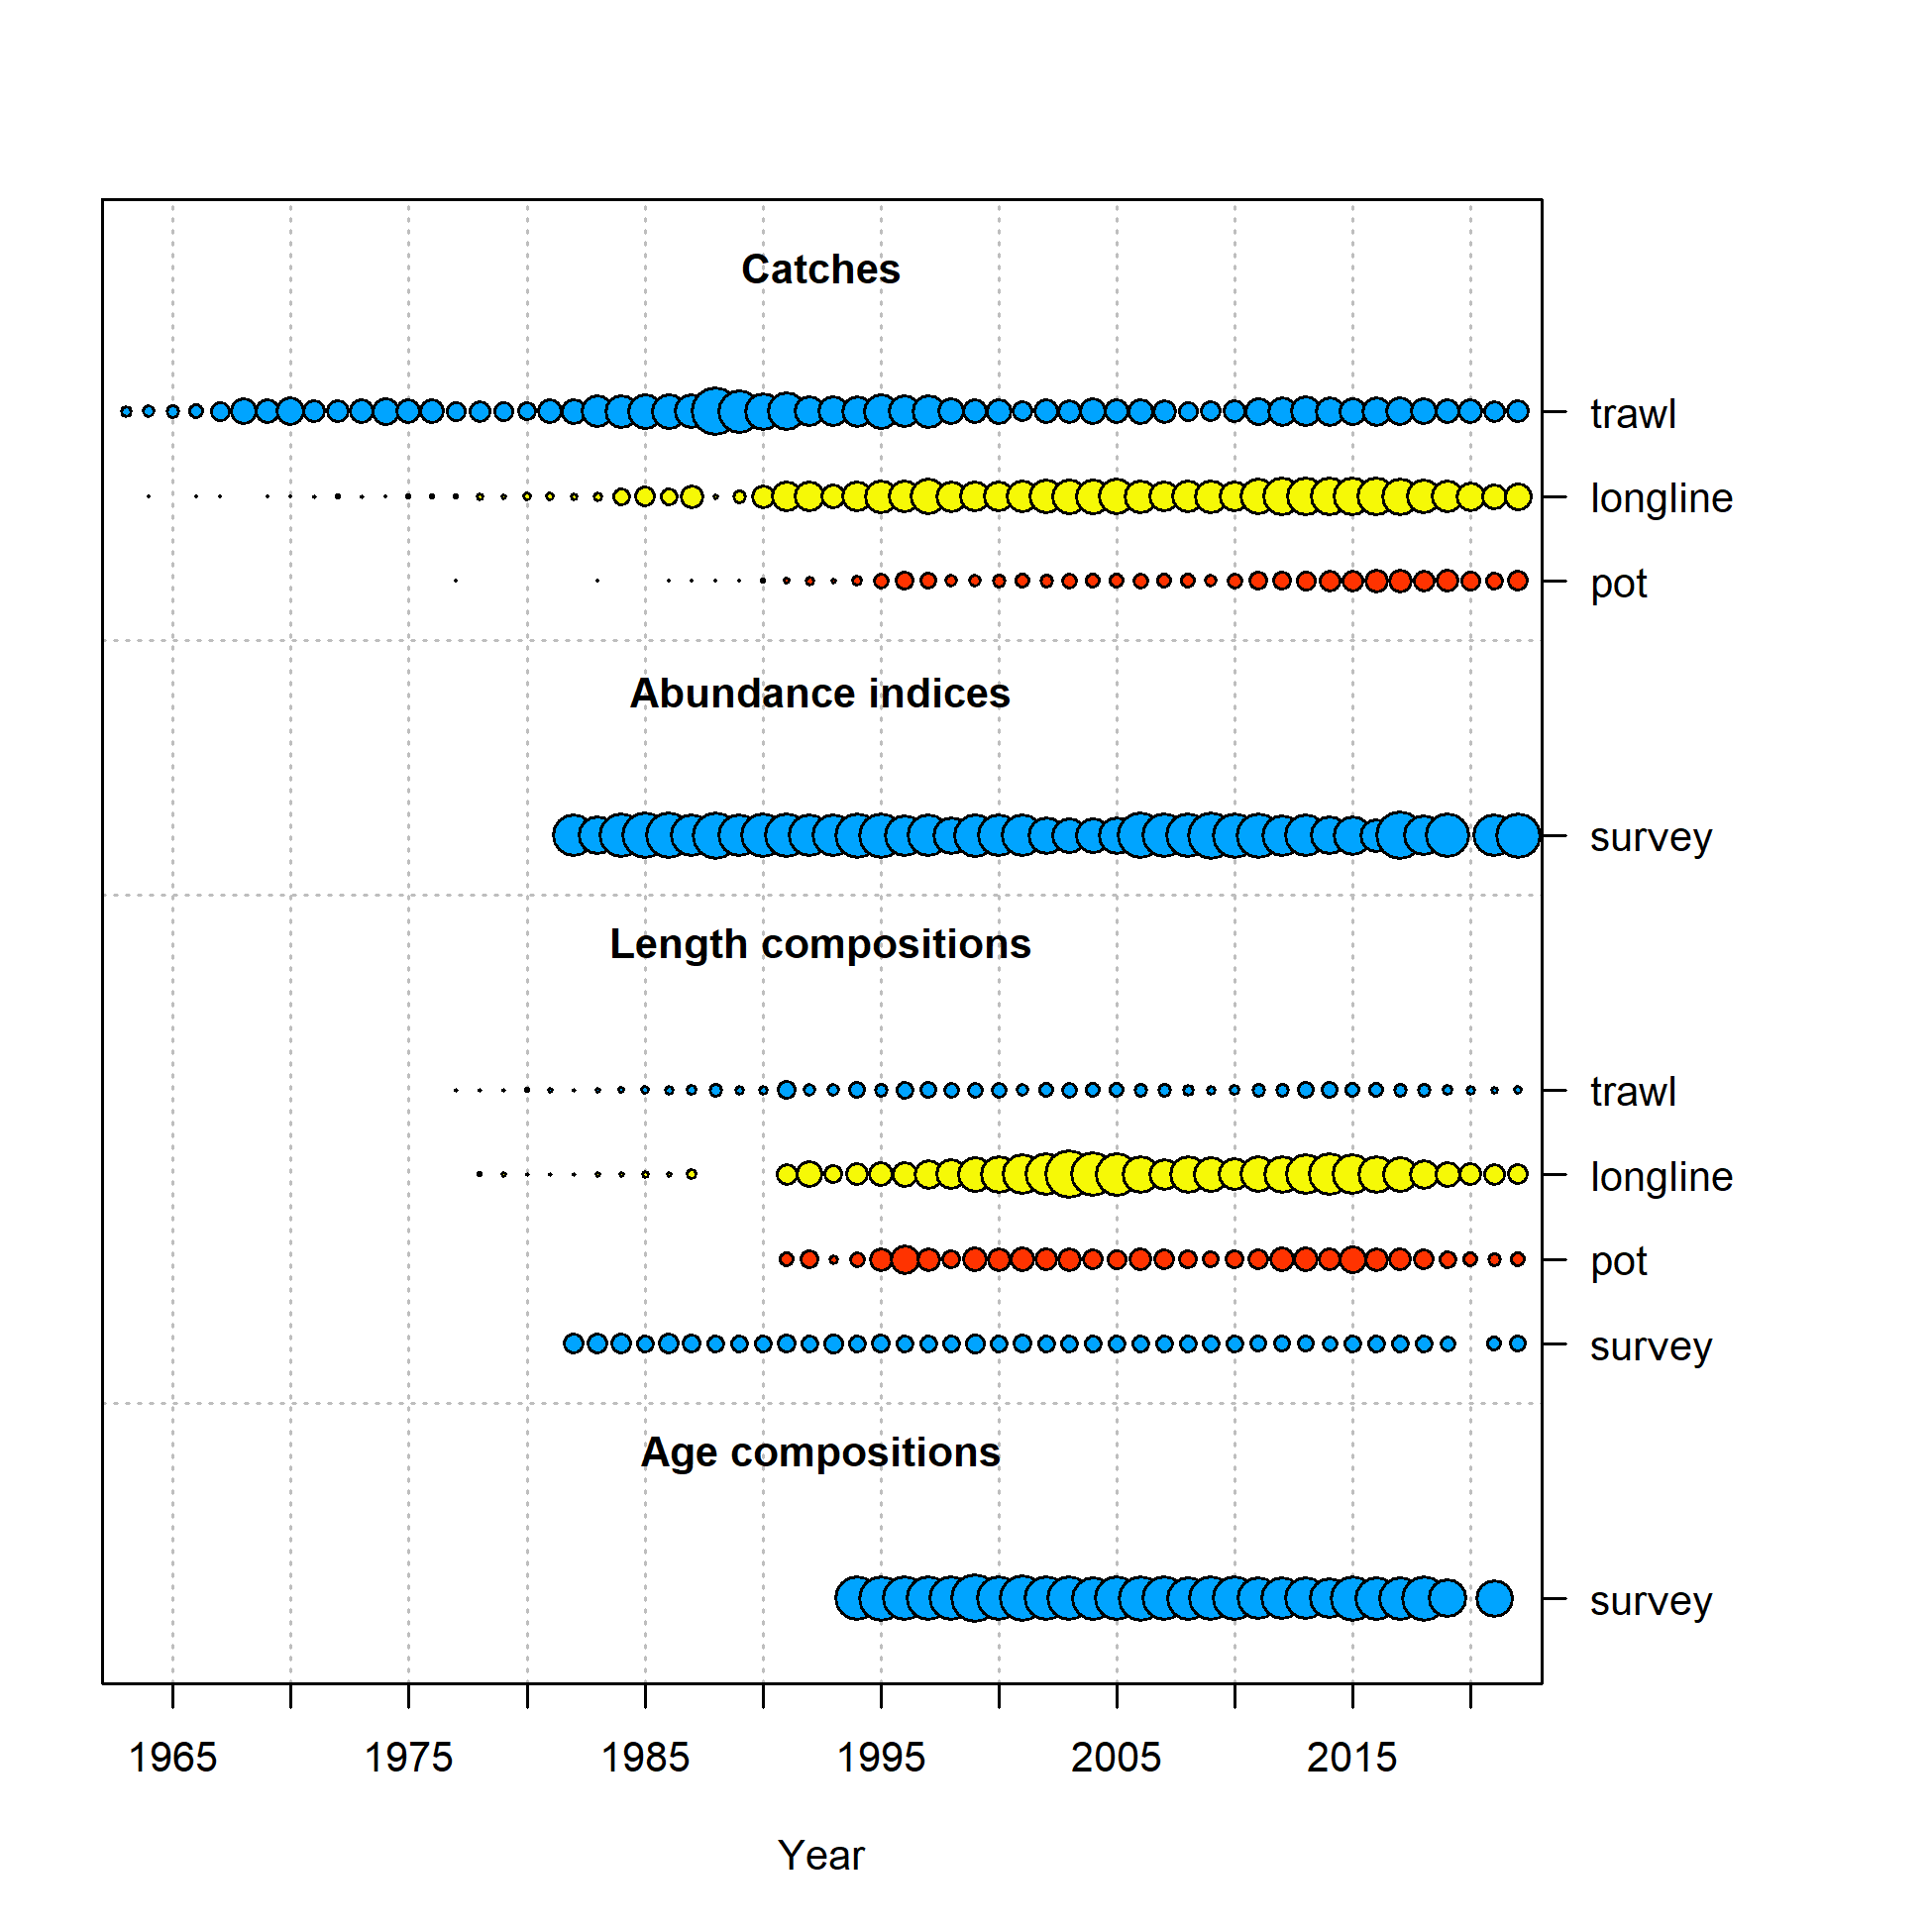 Catches
trawl
longline
pot
Abundance indices
survey
Length compositions
trawl
longline
pot
survey
Age compositions
survey
1965 1975 1985 1995 2005 2015
Year